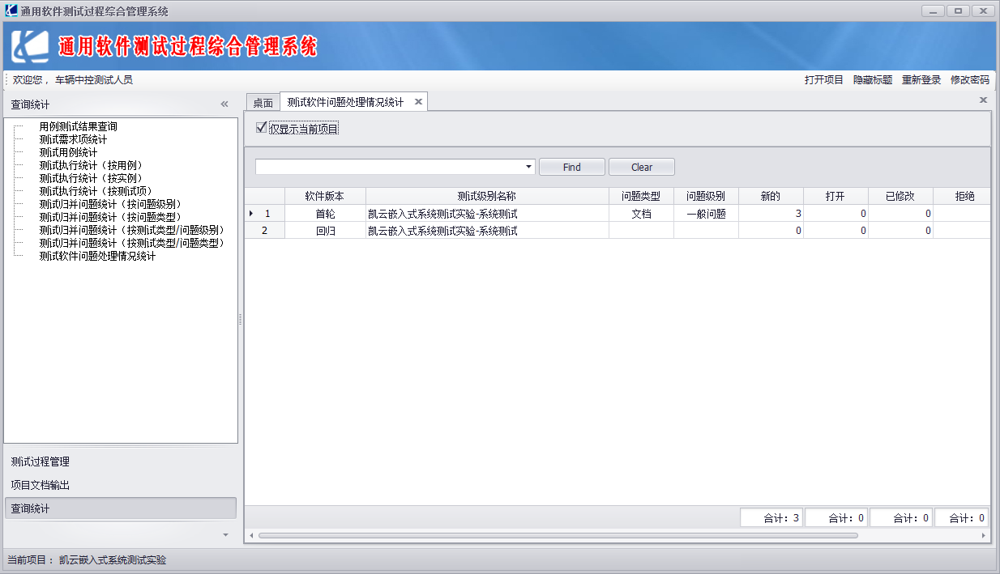 通用软件测试过程综合管理系统
通用软件测试过程综合管理系统
欢迎您， 车辆中控测试人员
打开项目 隐藏标题 重新登录 修改密码
查询统计
用例测试结果查询
测试需求项统计
测试用例统计
测试执行统计（按用例）
测试执行统计（按实例）
测试执行统计（按测试项）
测试归并问题统计（按问题级别）
测试归并问题统计（按问题类型）
测试归并问题统计（按测试类型/问题级别）
测试归并问题统计（按测试类型/问题类型）
测试软件问题处理情况统计
测试过程管理
项目文档输出
查询统计
桌面 测试软件问题处理情况统计
仅显示当前项目
Find Clear
软件版本 测试级别名称 问题类型 问题级别 新的 打开 已修改 拒绝
1 首轮 凯云嵌入式系统测试实验-系统测试 文档 一般问题 3 0 0
2 回归 凯云嵌入式系统测试实验-系统测试 0 0 0
合计：3 合计：0 合计：0 合计：0
当前项目： 凯云嵌入式系统测试实验